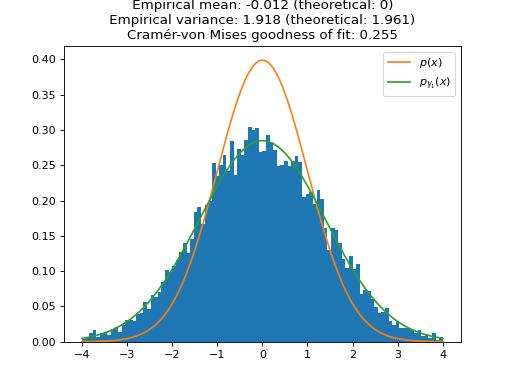 Empirical mean: -0.012 (theoretical: 0)
Empirical variance: 1.918 (theoretical: 1.961)
Cramér-von Mises goodness of fit: 0.255
0.40
0.35
0.30
0.25
0.20
0.15
0.10
0.05
0.00
p(x)
p_{γ_1}(x)
−4 −3 −2 −1 0 1 2 3 4